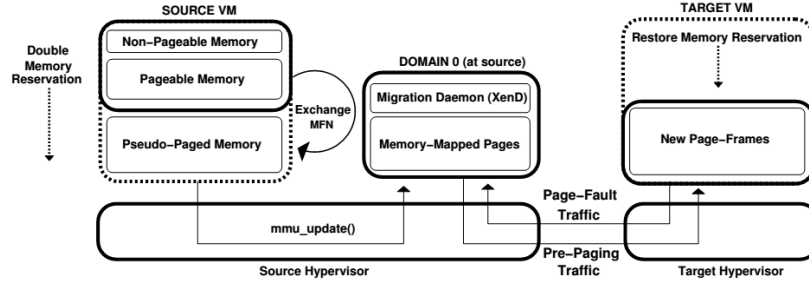 SOURCE VM
Non-Pageable Memory
Pageable Memory
Pseudo-Paged Memory
Double
Memory
Reservation
Exchange
MFN
DOMAIN 0 (at source)
Migration Daemon (XenD)
Memory-Mapped Pages
TARGET VM
Restore Memory Reservation
New Page-Frames
mmu_update()
Page-Fault
Traffic
Pre-Paging
Traffic
Source Hypervisor
Target Hypervisor